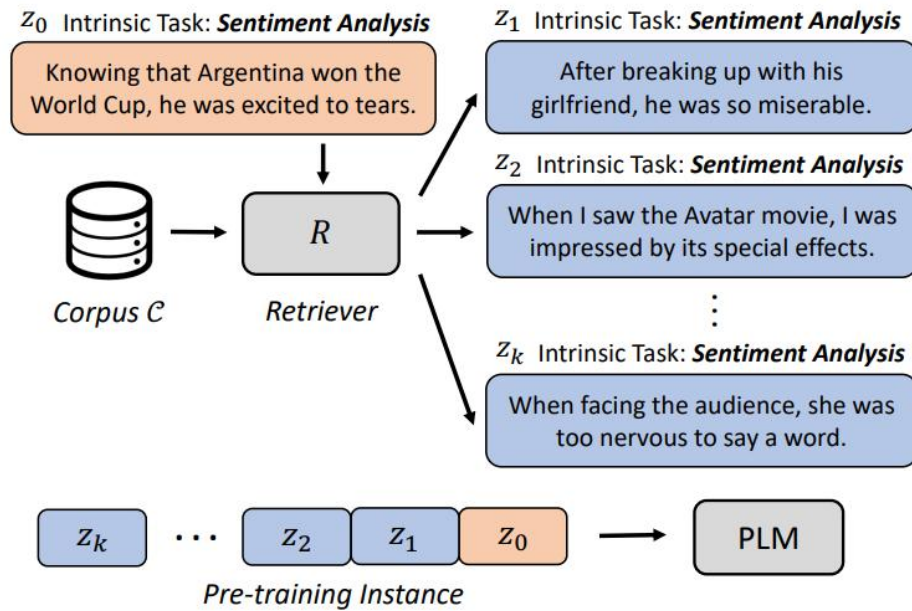 z₀ Intrinsic Task: Sentiment Analysis
Knowing that Argentina won the
World Cup, he was excited to tears.
z₁ Intrinsic Task: Sentiment Analysis
After breaking up with his
girlfriend, he was so miserable.
z₂ Intrinsic Task: Sentiment Analysis
When I saw the Avatar movie, I was
impressed by its special effects.
R
Corpus 𝒞
Retriever
⋮
zₖ Intrinsic Task: Sentiment Analysis
When facing the audience, she was
too nervous to say a word.
zₖ ··· z₂ z₁ z₀
PLM
Pre-training Instance